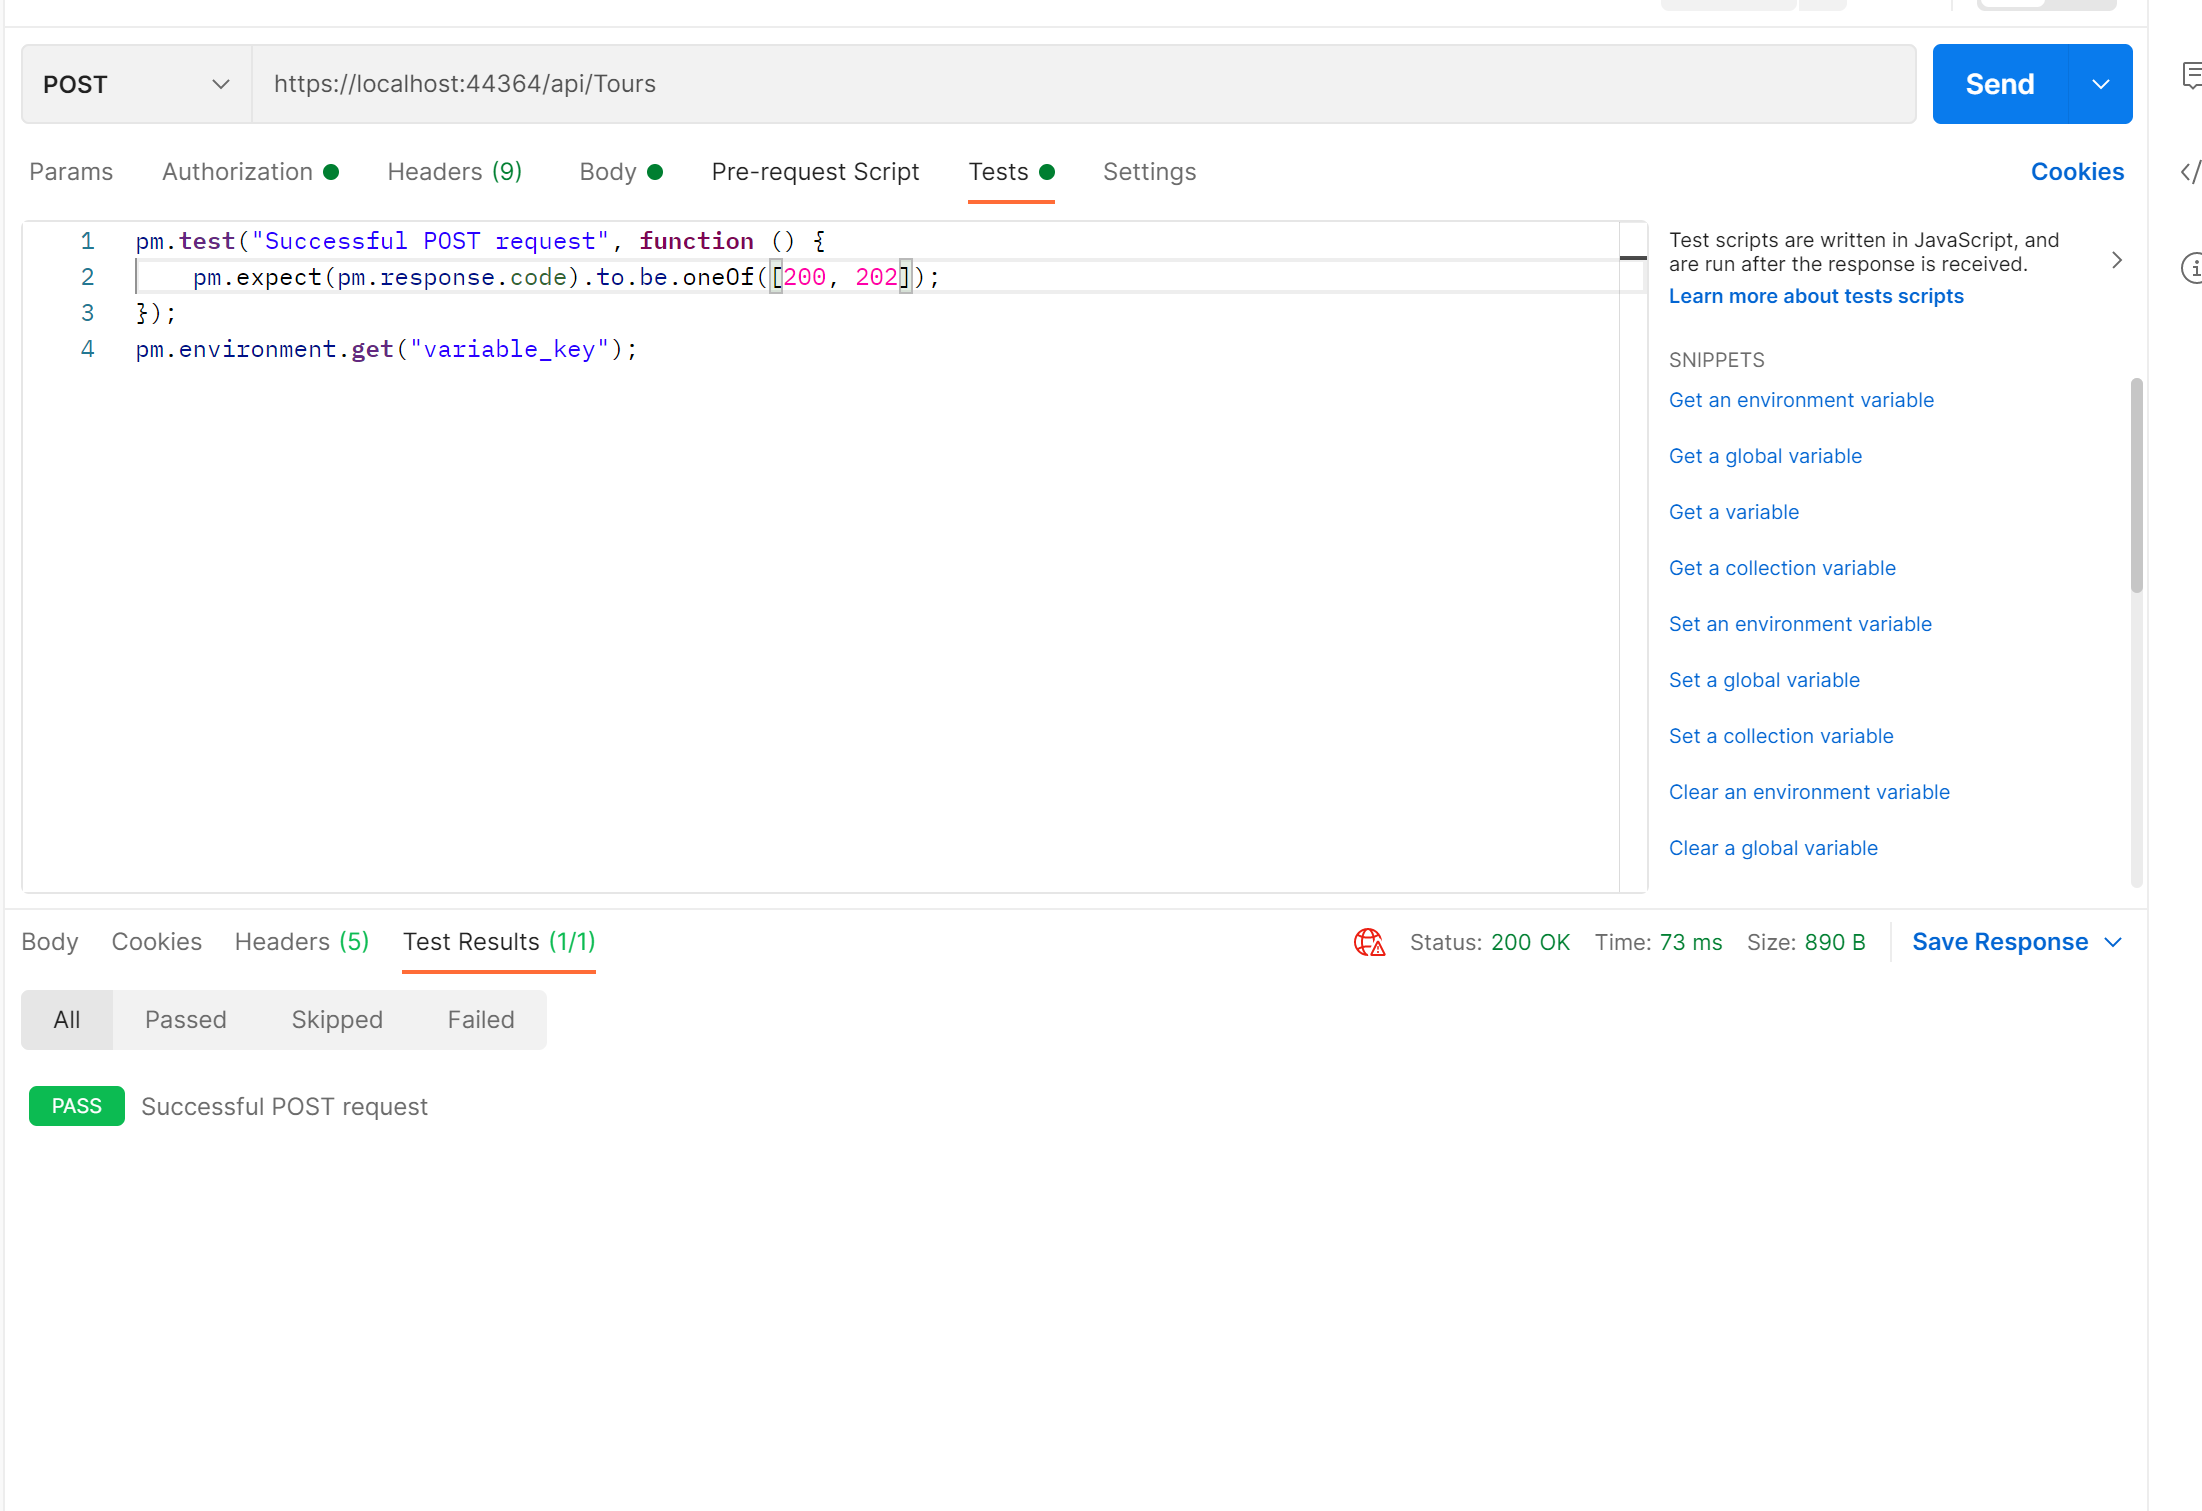 POST https://localhost:44364/api/Tours Send
Params Authorization Headers (9) Body Pre-request Script Tests Settings Cookies
1 pm.test("Successful POST request", function () {
2 pm.expect(pm.response.code).to.be.oneOf([200, 202]);
3 });
4 pm.environment.get("variable_key");
Test scripts are written in JavaScript, and
are run after the response is received.
Learn more about tests scripts
SNIPPETS
Get an environment variable
Get a global variable
Get a variable
Get a collection variable
Set an environment variable
Set a global variable
Set a collection variable
Clear an environment variable
Clear a global variable
Body Cookies Headers (5) Test Results (1/1) Status: 200 OK Time: 73 ms Size: 890 B Save Response
All Passed Skipped Failed
PASS Successful POST request